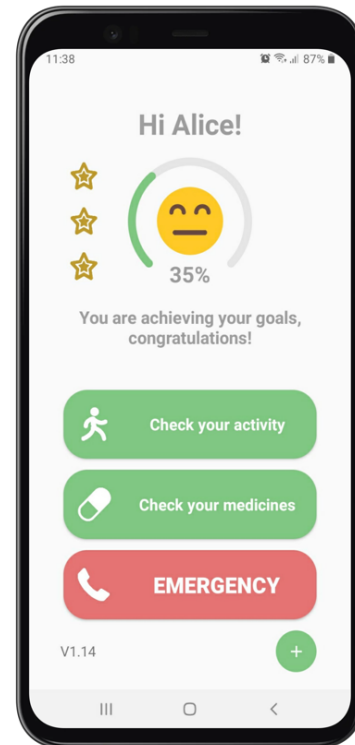 11:38
87%
Hi Alice!
35%
You are achieving your goals,
congratulations!
Check your activity
Check your medicines
EMERGENCY
V1.14
+